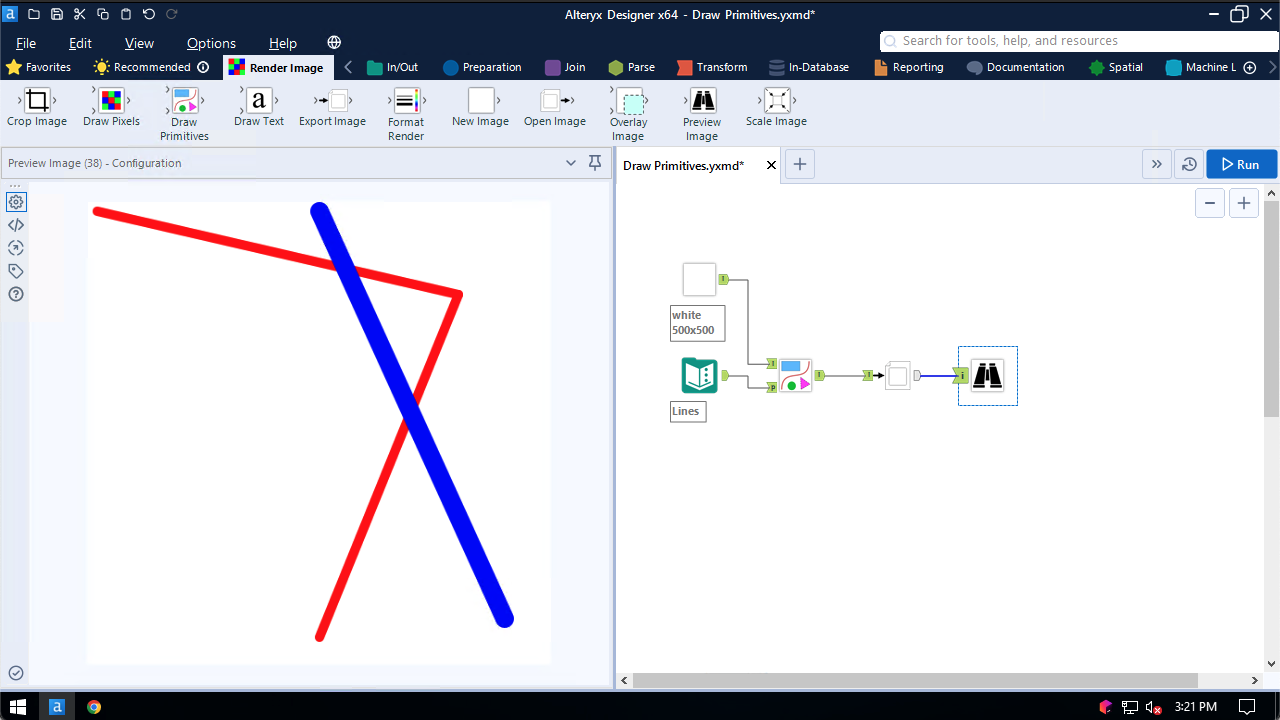 Alteryx Designer x64 - Draw Primitives.yxmd*
File Edit View Options Help
Search for tools, help, and resources
Favorites Recommended Render Image In/Out Preparation Join Parse Transform In-Database Reporting Documentation Spatial Machine L
Crop Image Draw Pixels Draw Primitives Draw Text Export Image Format Render New Image Open Image Overlay Image Preview Image Scale Image
Preview Image (38) - Configuration
Draw Primitives.yxmd*
Run
white
500x500
Lines
3:21 PM